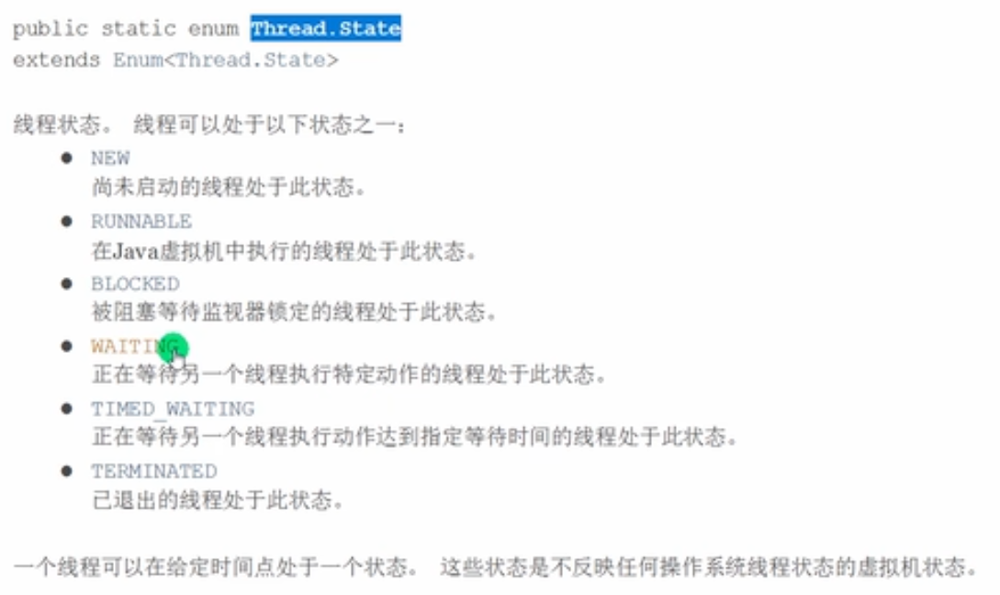 public static enum Thread.State
extends Enum<Thread.State>
线程状态。 线程可以处于以下状态之一：
● NEW
尚未启动的线程处于此状态。
● RUNNABLE
在Java虚拟机中执行的线程处于此状态。
● BLOCKED
被阻塞等待监视器锁定的线程处于此状态。
● WAITING
正在等待另一个线程执行特定动作的线程处于此状态。
● TIMED_WAITING
正在等待另一个线程执行动作达到指定等待时间的线程处于此状态。
● TERMINATED
已退出的线程处于此状态。
一个线程可以在给定时间点处于一个状态。 这些状态是不反映任何操作系统线程状态的虚拟机状态。